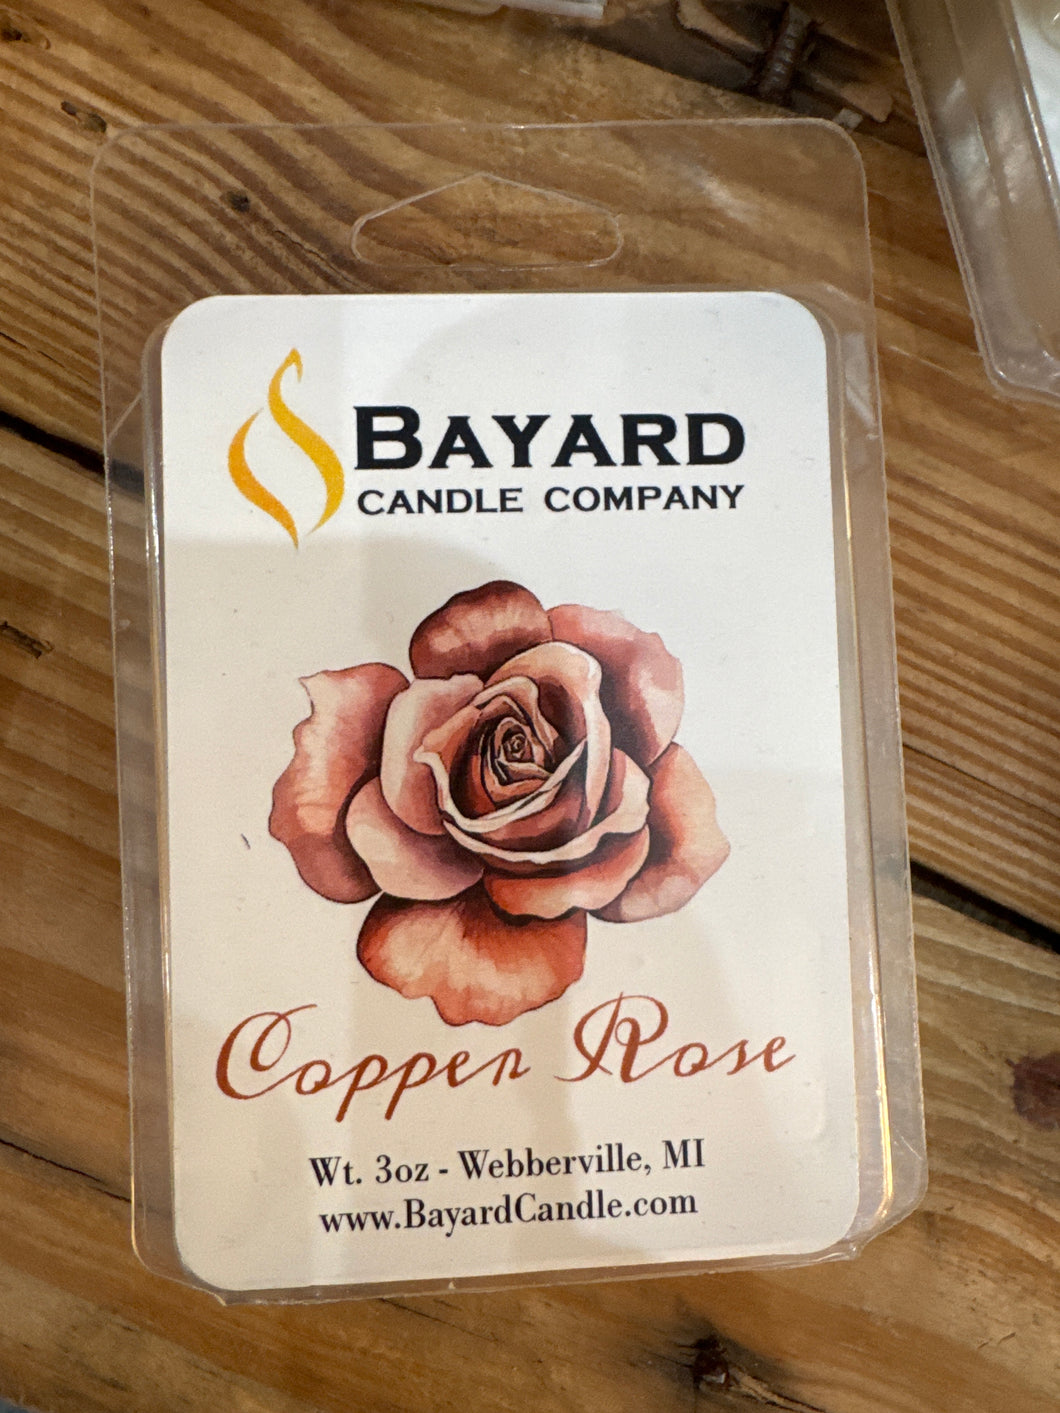 BAYARD
CANDLE COMPANY
Copper Rose
Wt. 3oz - Webberville, MI
www.BayardCandle.com